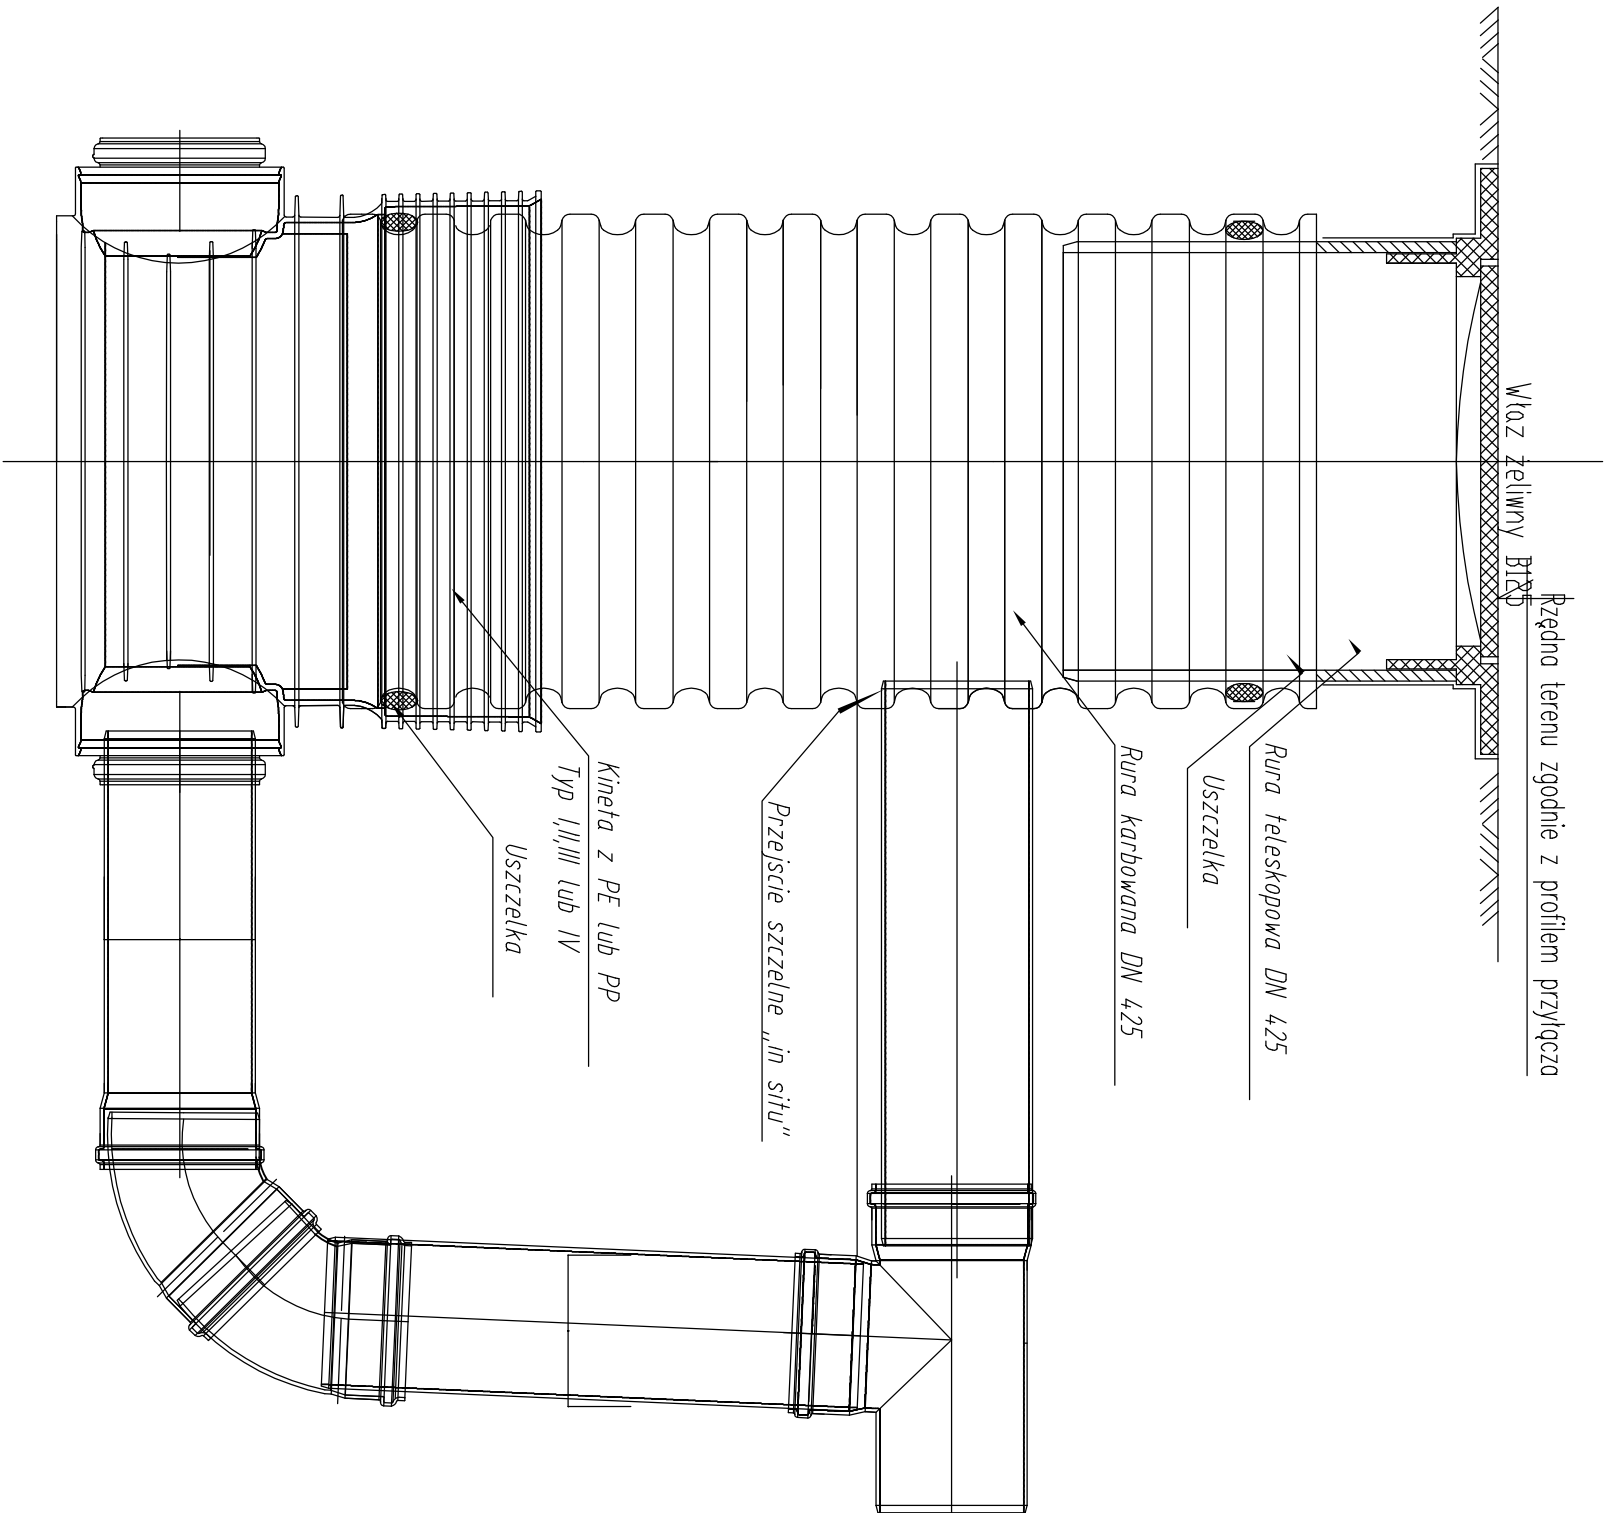 Rzędna terenu zgodnie z profilem przyłącza
Właz żeliwny B125
Rura teleskopowa DN 425
Uszczelka
Rura karbowana DN 425
Przejście szczelne „in situ"
Kineta z PE lub PP
Typ I,II,III lub IV
Uszczelka